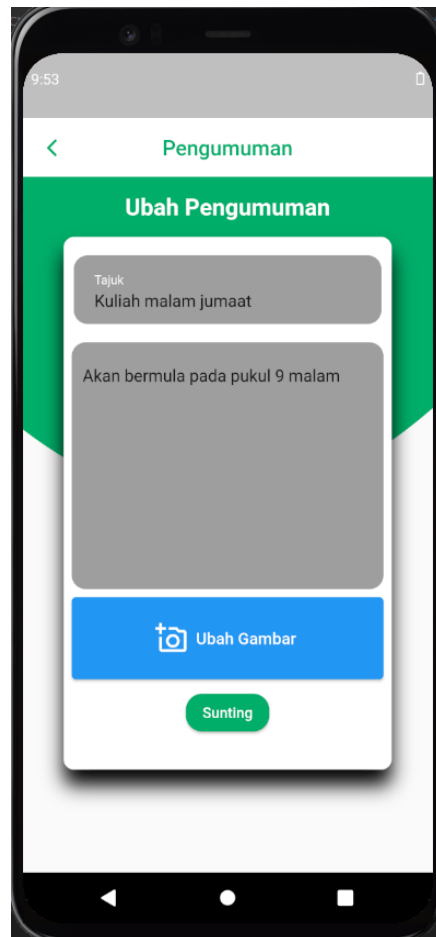 9:53
Pengumuman
Ubah Pengumuman
Tajuk
Kuliah malam jumaat
Akan bermula pada pukul 9 malam
Ubah Gambar
Sunting